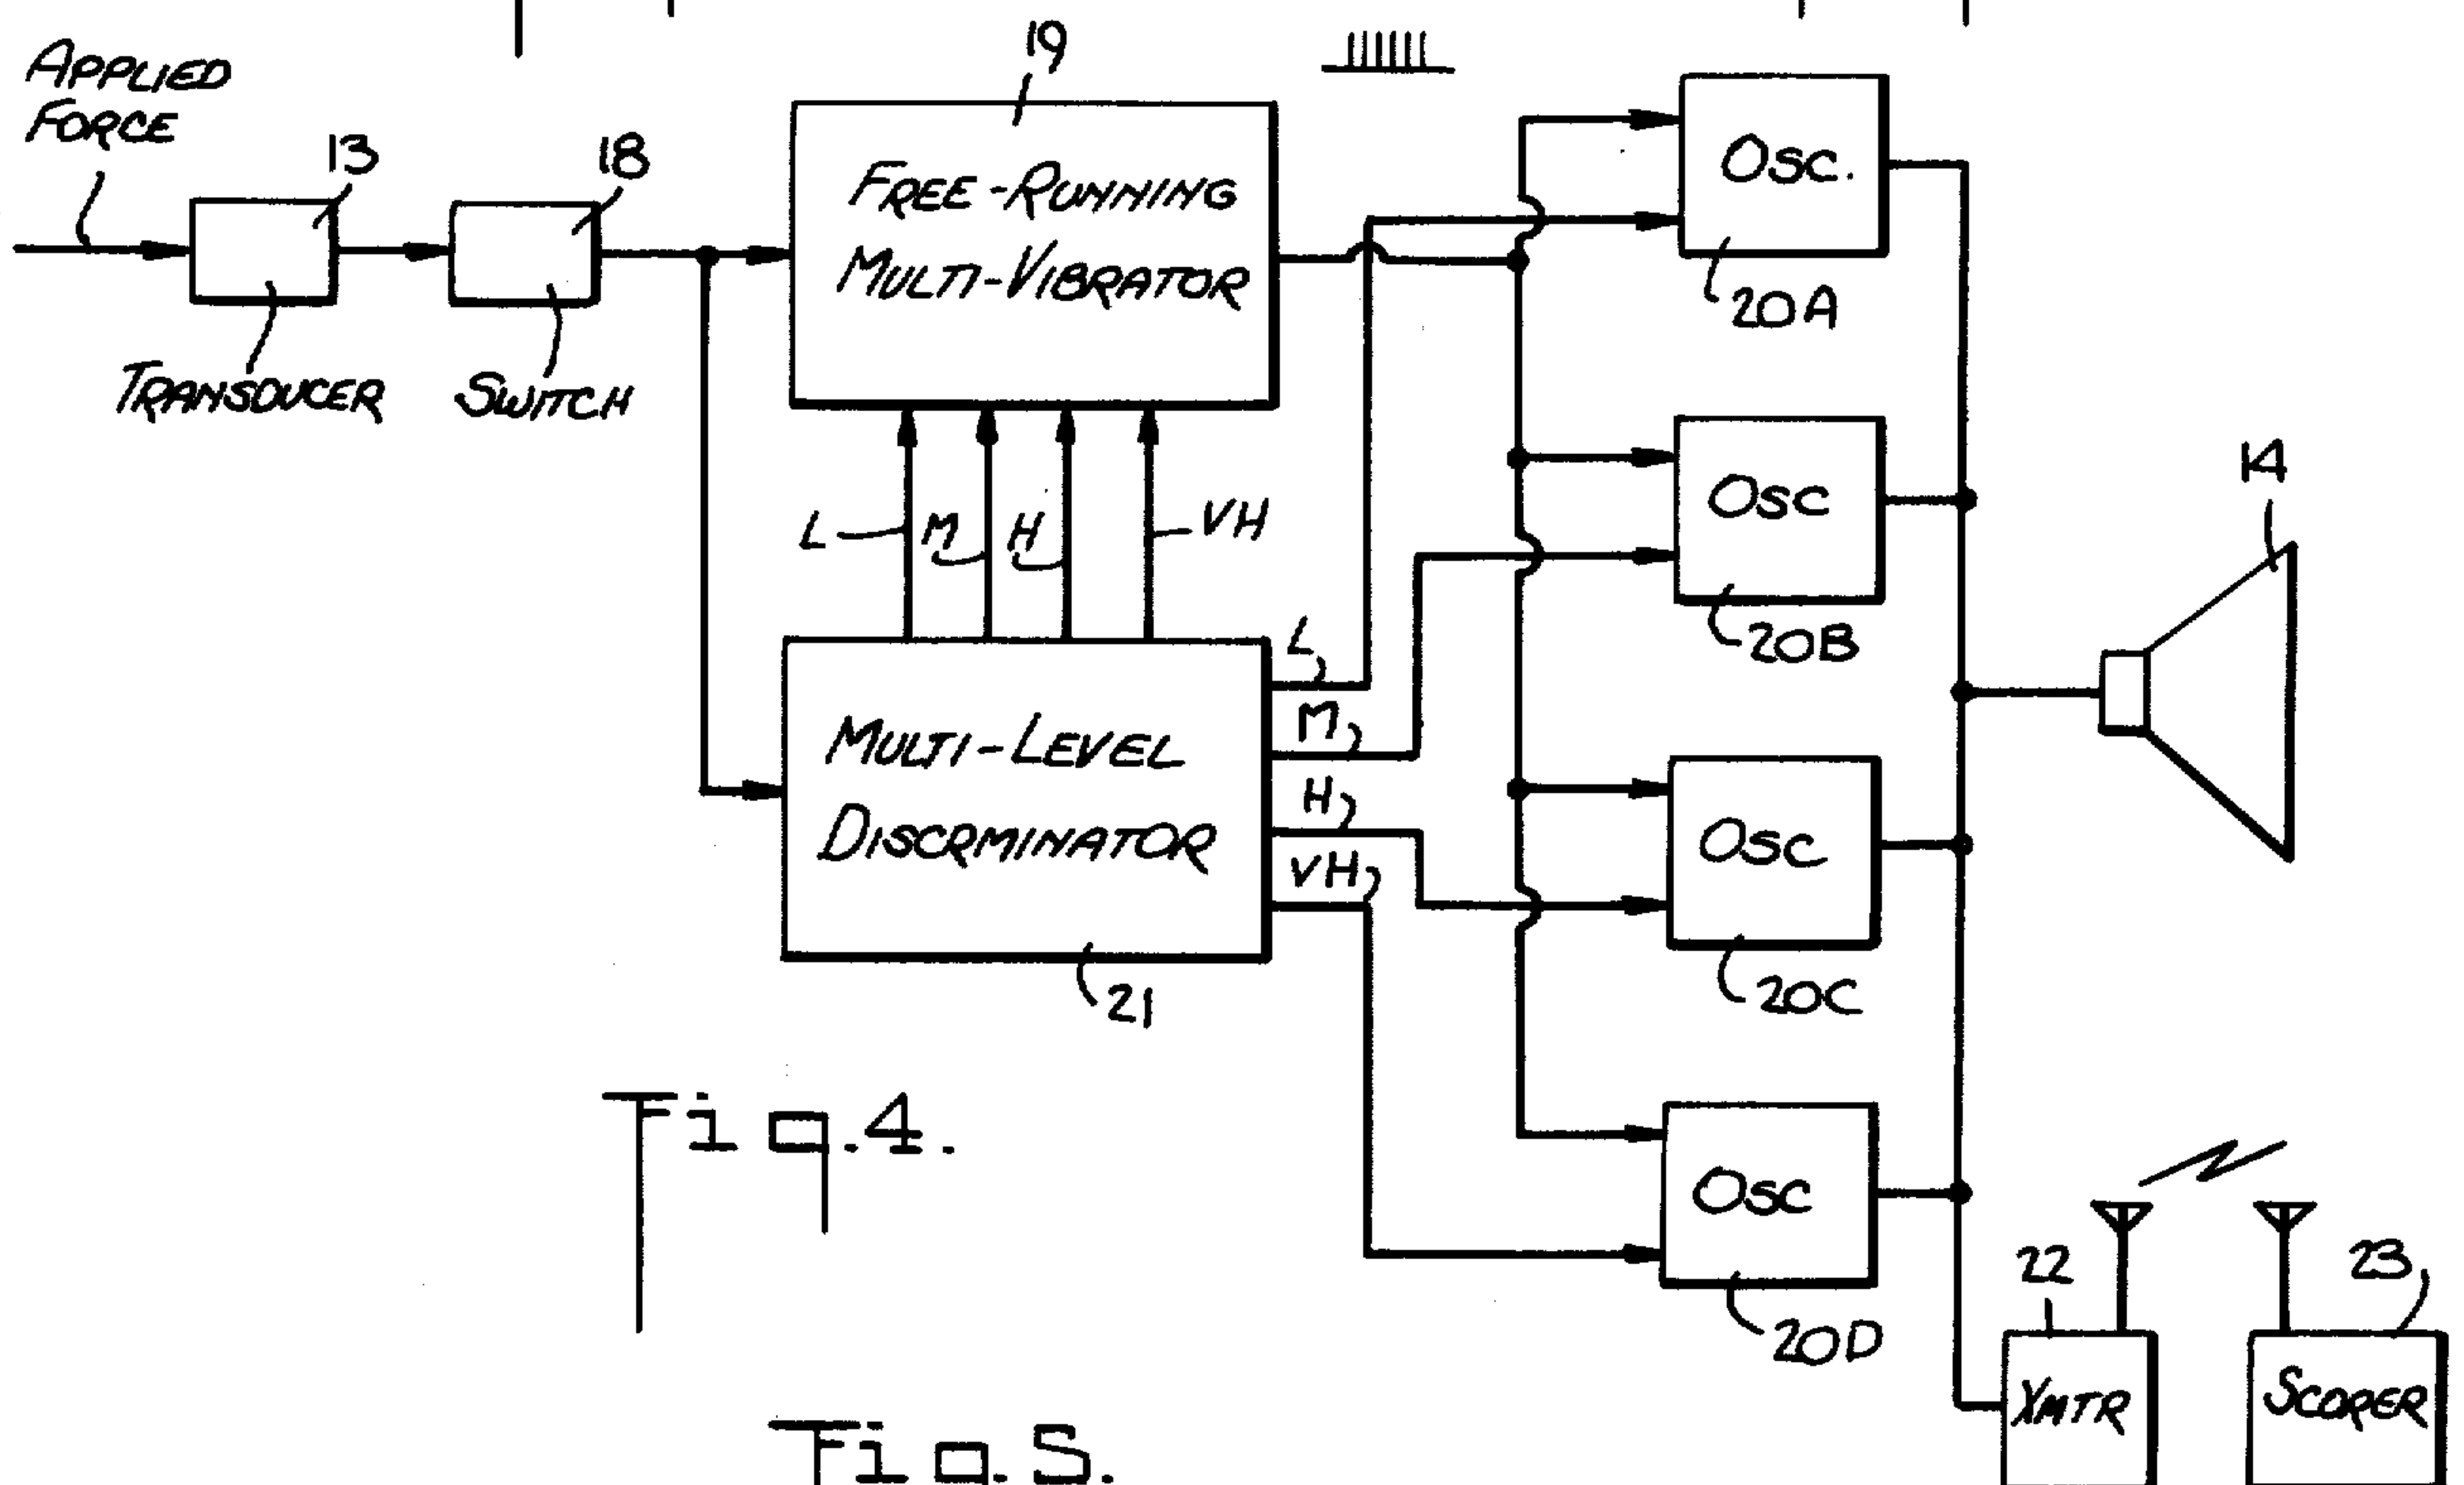 APPLIED
FORCE
13
18
19
FREE-RUNNING
MULTI-VIBRATOR
TRANSDUCER
SWITCH
OSC.
20A
L
M
H
VH
OSC
20B
14
MULTI-LEVEL
DISCRMINATOR
L
M
H
VH
21
OSC
20C
OSC
20D
22
XMTR
23
SCORER
Fig.4.
Fig.5.